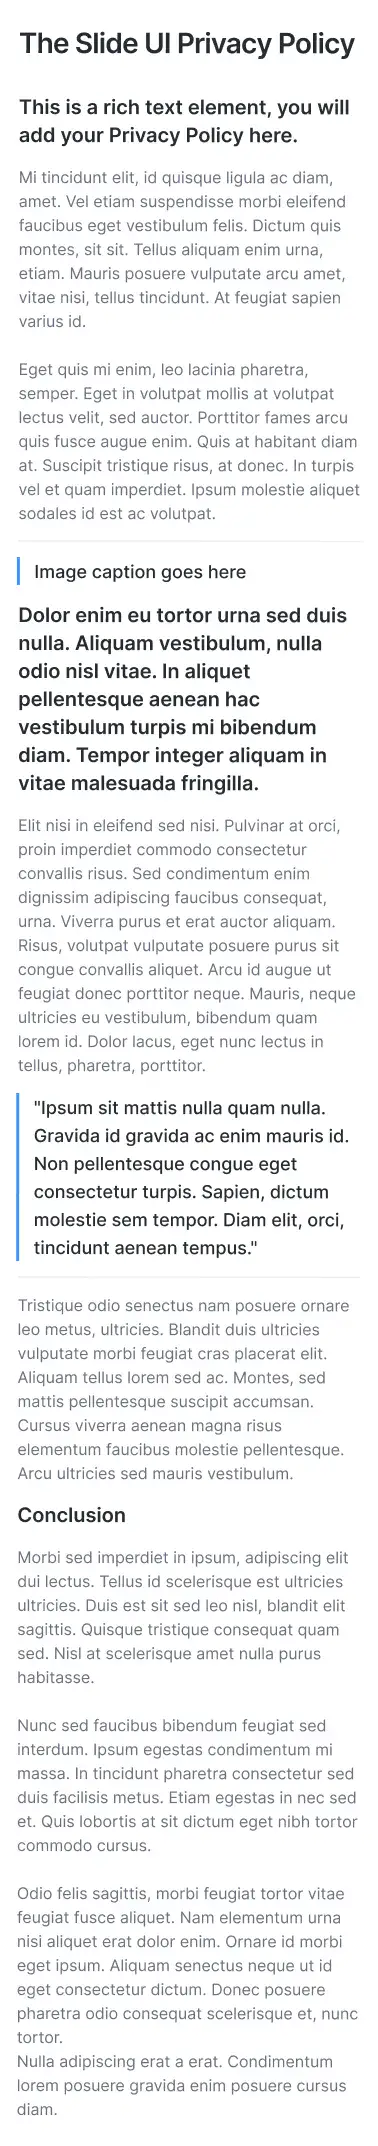 The Slide UI Privacy Policy
This is a rich text element, you will
add your Privacy Policy here.
Mi tincidunt elit, id quisque ligula ac diam,
amet. Vel etiam suspendisse morbi eleifend
faucibus eget vestibulum felis. Dictum quis
montes, sit sit. Tellus aliquam enim urna,
etiam. Mauris posuere vulputate arcu amet,
vitae nisi, tellus tincidunt. At feugiat sapien
varius id.
Eget quis mi enim, leo lacinia pharetra,
semper. Eget in volutpat mollis at volutpat
lectus velit, sed auctor. Porttitor fames arcu
quis fusce augue enim. Quis at habitant diam
at. Suscipit tristique risus, at donec. In turpis
vel et quam imperdiet. Ipsum molestie aliquet
sodales id est ac volutpat.
Image caption goes here
Dolor enim eu tortor urna sed duis
nulla. Aliquam vestibulum, nulla
odio nisl vitae. In aliquet
pellentesque aenean hac
vestibulum turpis mi bibendum
diam. Tempor integer aliquam in
vitae malesuada fringilla.
Elit nisi in eleifend sed nisi. Pulvinar at orci,
proin imperdiet commodo consectetur
convallis risus. Sed condimentum enim
dignissim adipiscing faucibus consequat,
urna. Viverra purus et erat auctor aliquam.
Risus, volutpat vulputate posuere purus sit
congue convallis aliquet. Arcu id augue ut
feugiat donec porttitor neque. Mauris, neque
ultricies eu vestibulum, bibendum quam
lorem id. Dolor lacus, eget nunc lectus in
tellus, pharetra, porttitor.
"Ipsum sit mattis nulla quam nulla.
Gravida id gravida ac enim mauris id.
Non pellentesque congue eget
consectetur turpis. Sapien, dictum
molestie sem tempor. Diam elit, orci,
tincidunt aenean tempus."
Tristique odio senectus nam posuere ornare
leo metus, ultricies. Blandit duis ultricies
vulputate morbi feugiat cras placerat elit.
Aliquam tellus lorem sed ac. Montes, sed
mattis pellentesque suscipit accumsan.
Cursus viverra aenean magna risus
elementum faucibus molestie pellentesque.
Arcu ultricies sed mauris vestibulum.
Conclusion
Morbi sed imperdiet in ipsum, adipiscing elit
dui lectus. Tellus id scelerisque est ultricies
ultricies. Duis est sit sed leo nisl, blandit elit
sagittis. Quisque tristique consequat quam
sed. Nisl at scelerisque amet nulla purus
habitasse.
Nunc sed faucibus bibendum feugiat sed
interdum. Ipsum egestas condimentum mi
massa. In tincidunt pharetra consectetur sed
duis facilisis metus. Etiam egestas in nec sed
et. Quis lobortis at sit dictum eget nibh tortor
commodo cursus.
Odio felis sagittis, morbi feugiat tortor vitae
feugiat fusce aliquet. Nam elementum urna
nisi aliquet erat dolor enim. Ornare id morbi
eget ipsum. Aliquam senectus neque ut id
eget consectetur dictum. Donec posuere
pharetra odio consequat scelerisque et, nunc
tortor.
Nulla adipiscing erat a erat. Condimentum
lorem posuere gravida enim posuere cursus
diam.